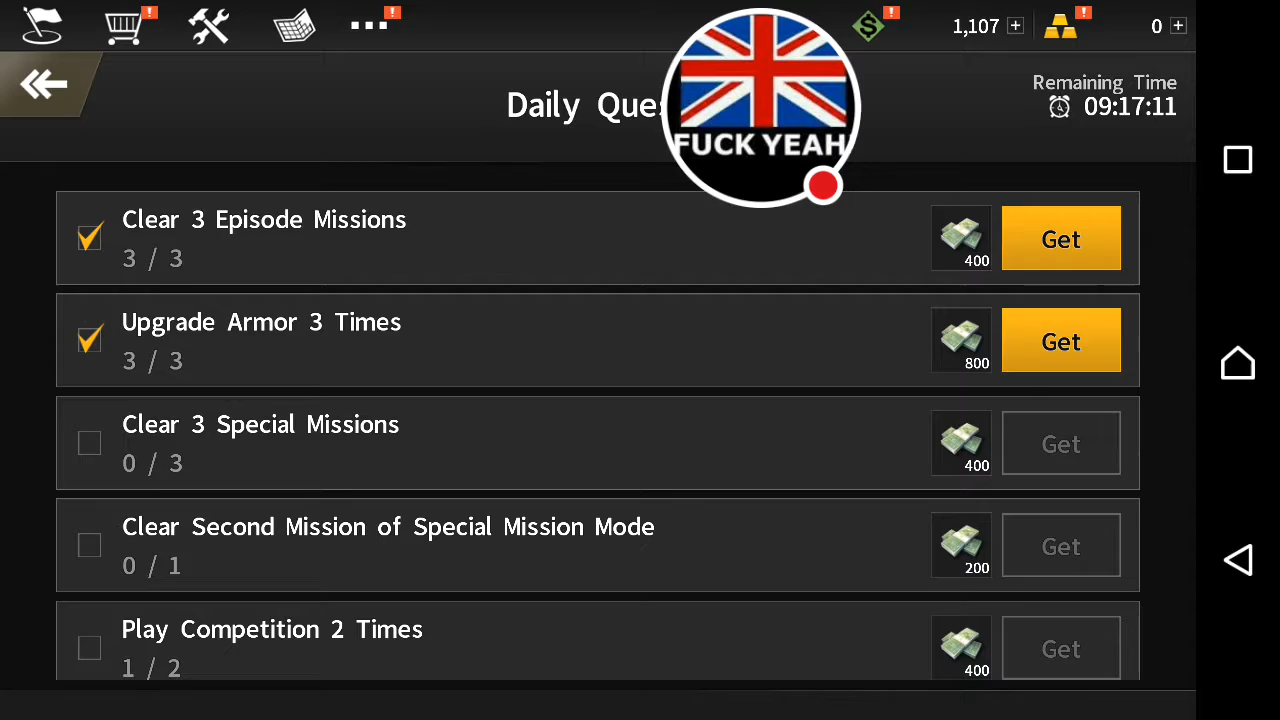 1,107
0
Daily Que
FUCK YEAH
Remaining Time
09:17:11
Clear 3 Episode Missions
3 / 3
400
Get
Upgrade Armor 3 Times
3 / 3
800
Get
Clear 3 Special Missions
0 / 3
400
Get
Clear Second Mission of Special Mission Mode
0 / 1
200
Get
Play Competition 2 Times
1 / 2
400
Get